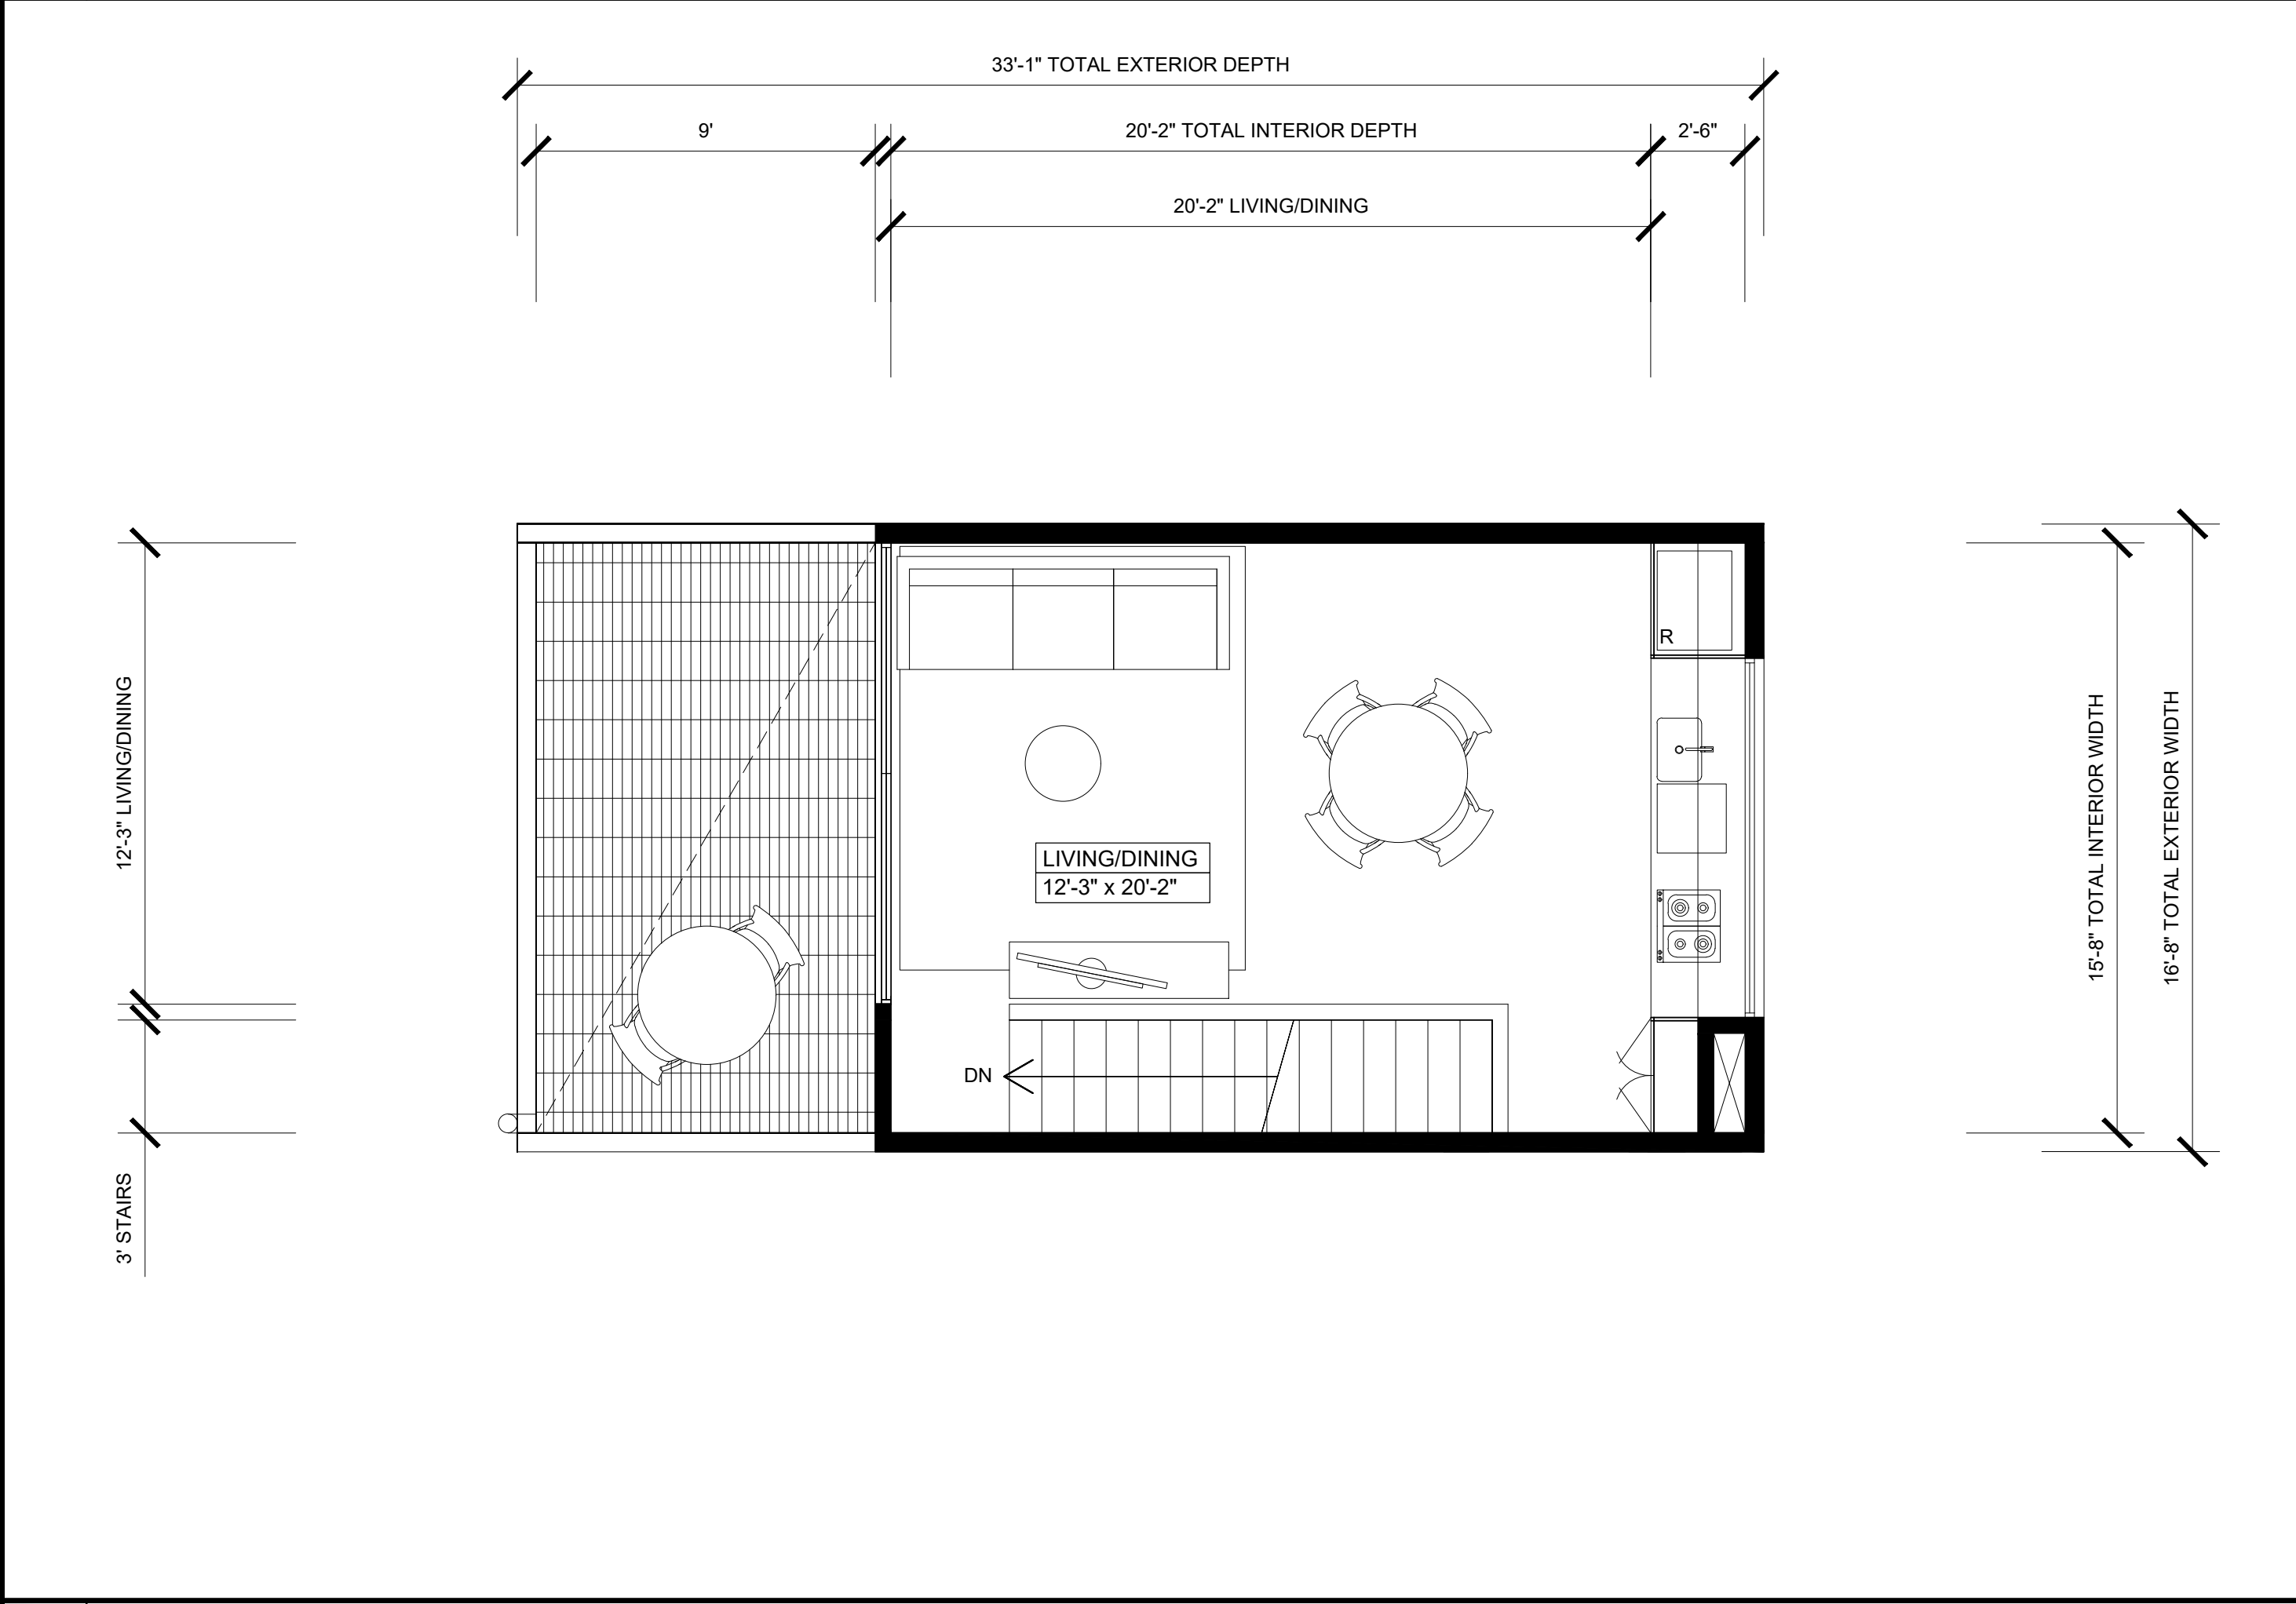 33'-1" TOTAL EXTERIOR DEPTH
9'
20'-2" TOTAL INTERIOR DEPTH
2'-6"
20'-2" LIVING/DINING
12'-3" LIVING/DINING
3' STAIRS
R
LIVING/DINING
12'-3" x 20'-2"
DN
15'-8" TOTAL INTERIOR WIDTH
16'-8" TOTAL EXTERIOR WIDTH